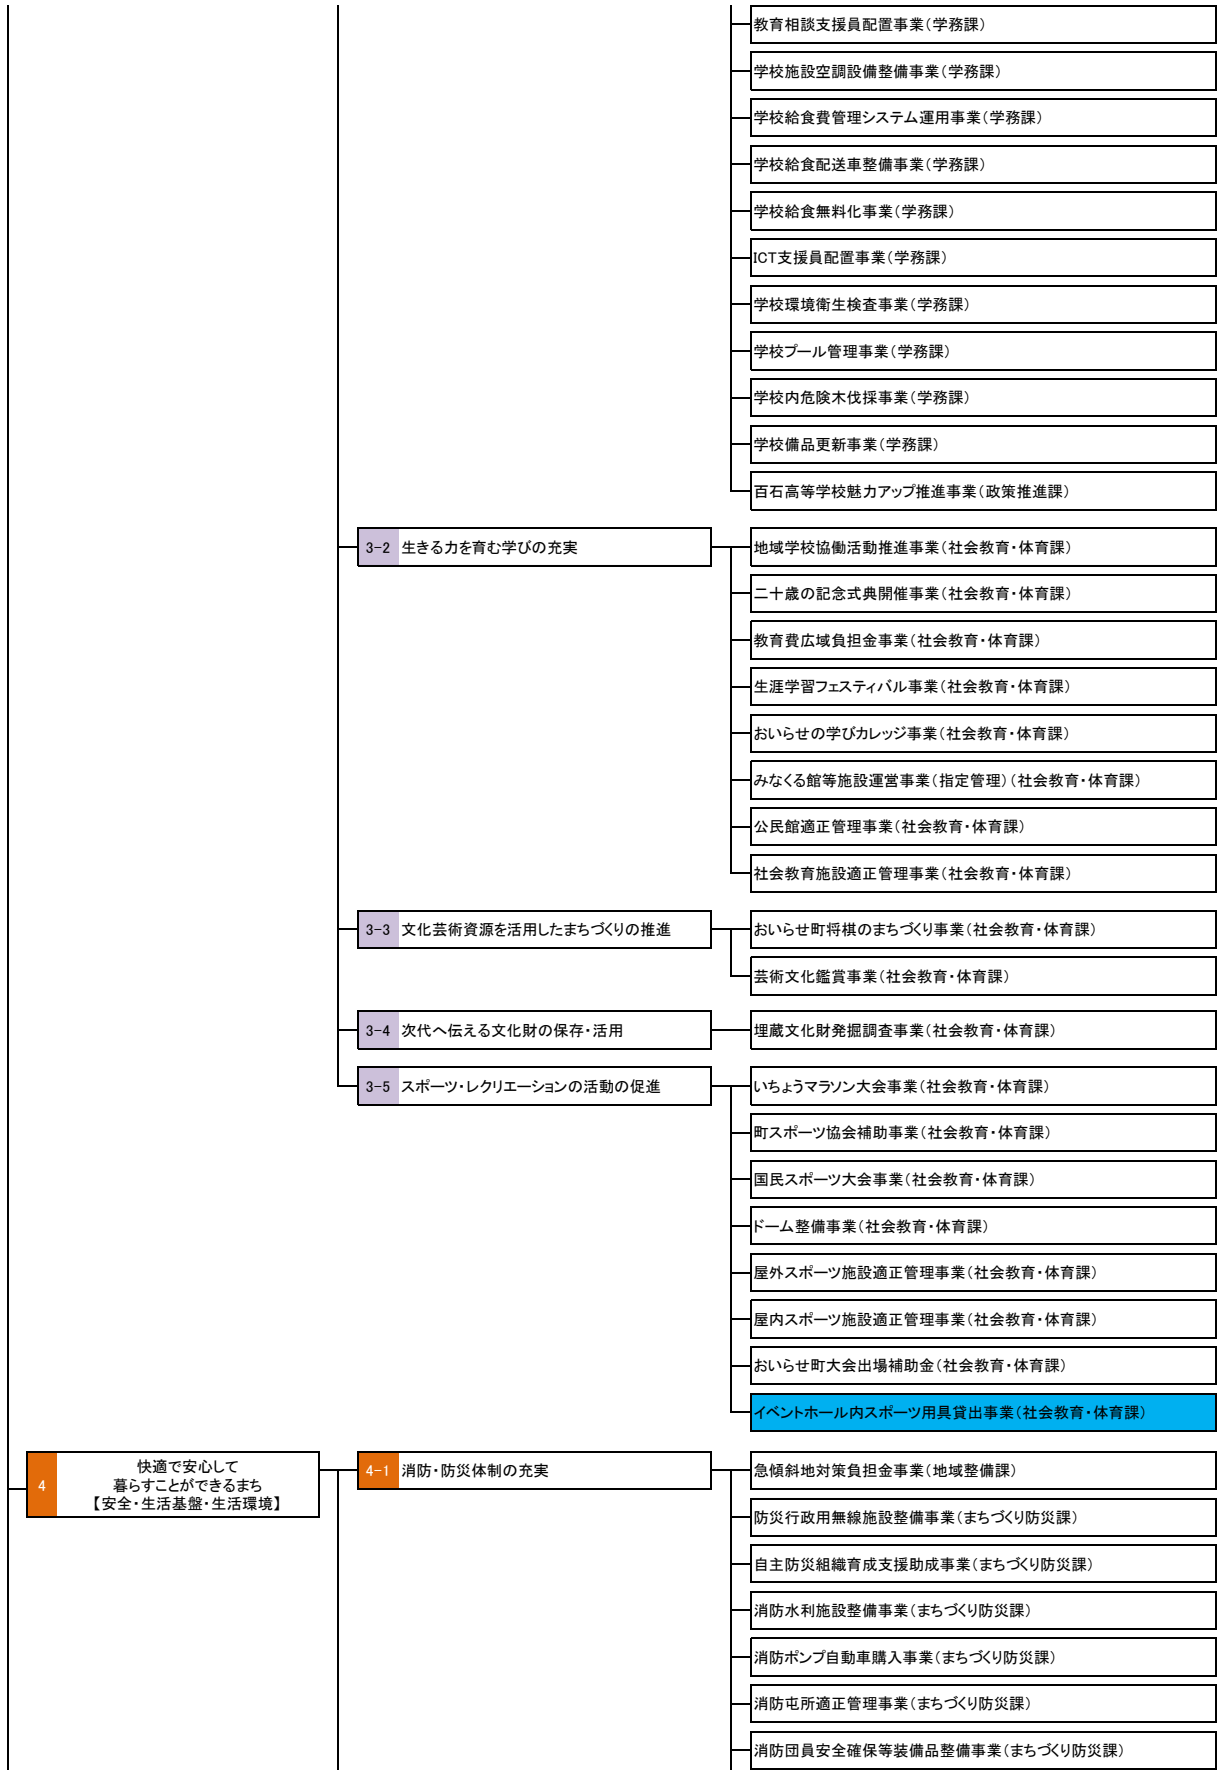 教育相談支援員配置事業(学務課)
学校施設空調設備整備事業(学務課)
学校給食費管理システム運用事業(学務課)
学校給食配送車整備事業(学務課)
学校給食無料化事業(学務課)
ICT支援員配置事業(学務課)
学校環境衛生検査事業(学務課)
学校プール管理事業(学務課)
学校内危険木伐採事業(学務課)
学校備品更新事業(学務課)
百石高等学校魅力アップ推進事業(政策推進課)
3-2 生きる力を育む学びの充実
地域学校協働活動推進事業(社会教育・体育課)
二十歳の記念式典開催事業(社会教育・体育課)
教育費広域負担金事業(社会教育・体育課)
生涯学習フェスティバル事業(社会教育・体育課)
おいらせの学びカレッジ事業(社会教育・体育課)
みなくる館等施設運営事業(指定管理)(社会教育・体育課)
公民館適正管理事業(社会教育・体育課)
社会教育施設適正管理事業(社会教育・体育課)
3-3 文化芸術資源を活用したまちづくりの推進
おいらせ町将棋のまちづくり事業(社会教育・体育課)
芸術文化鑑賞事業(社会教育・体育課)
3-4 次代へ伝える文化財の保存・活用
埋蔵文化財発掘調査事業(社会教育・体育課)
3-5 スポーツ・レクリエーションの活動の促進
いちょうマラソン大会事業(社会教育・体育課)
町スポーツ協会補助事業(社会教育・体育課)
国民スポーツ大会事業(社会教育・体育課)
ドーム整備事業(社会教育・体育課)
屋外スポーツ施設適正管理事業(社会教育・体育課)
屋内スポーツ施設適正管理事業(社会教育・体育課)
おいらせ町大会出場補助金(社会教育・体育課)
イベントホール内スポーツ用具貸出事業(社会教育・体育課)
4
快適で安心して
暮らすことができるまち
【安全・生活基盤・生活環境】
4-1 消防・防災体制の充実
急傾斜地対策負担金事業(地域整備課)
防災行政用無線施設整備事業(まちづくり防災課)
自主防災組織育成支援助成事業(まちづくり防災課)
消防水利施設整備事業(まちづくり防災課)
消防ポンプ自動車購入事業(まちづくり防災課)
消防屯所適正管理事業(まちづくり防災課)
消防団員安全確保等装備品整備事業(まちづくり防災課)